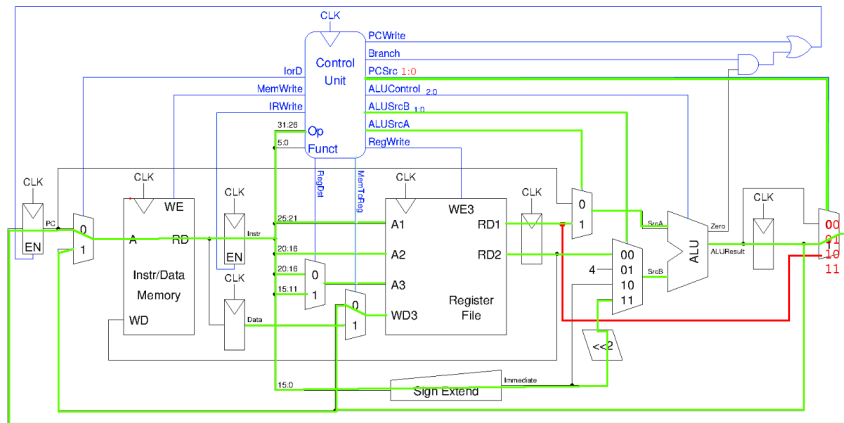 CLK
PCWrite
Branch
PCSrc 1:0
Control
Unit
IorD
MemWrite
IRWrite
ALUControl 2:0
ALUSrcB 1:0
ALUSrcA
RegWrite
31:26
Op
5:0
Funct
RegDst
MemToReg
CLK
CLK
CLK
CLK
CLK
CLK
PC
EN
0
1
WE
A
RD
Instr/Data
Memory
WD
Instr
EN
CLK
Data
25:21
20:16
20:16
15:11
0
1
0
1
A1
A2
A3
WD3
WE3
RD1
RD2
Register
File
0
1
00
4
01
10
11
SrcA
SrcB
ALU
Zero
ALUResult
00
01
10
11
<<2
15:0
Sign Extend
Immediate